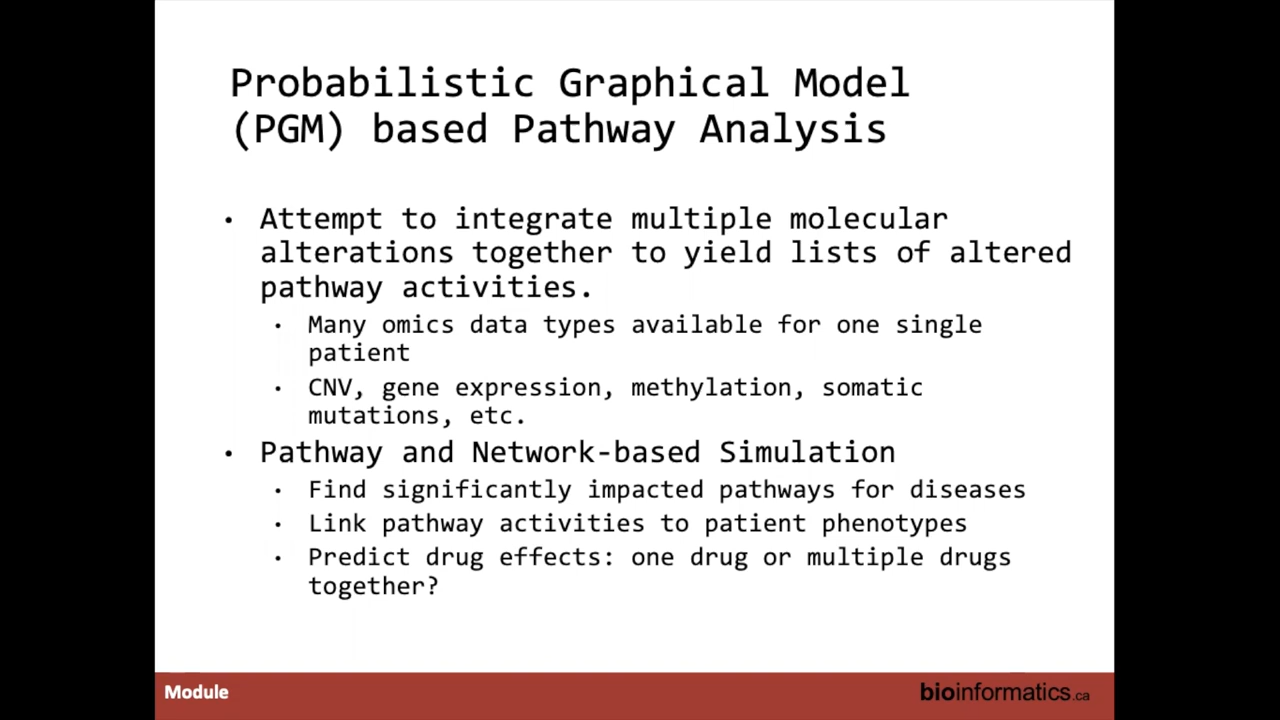 Probabilistic Graphical Model
(PGM) based Pathway Analysis
• Attempt to integrate multiple molecular
alterations together to yield lists of altered
pathway activities.
• Many omics data types available for one single
patient
• CNV, gene expression, methylation, somatic
mutations, etc.
• Pathway and Network-based Simulation
• Find significantly impacted pathways for diseases
• Link pathway activities to patient phenotypes
• Predict drug effects: one drug or multiple drugs
together?
Module
bioinformatics.ca